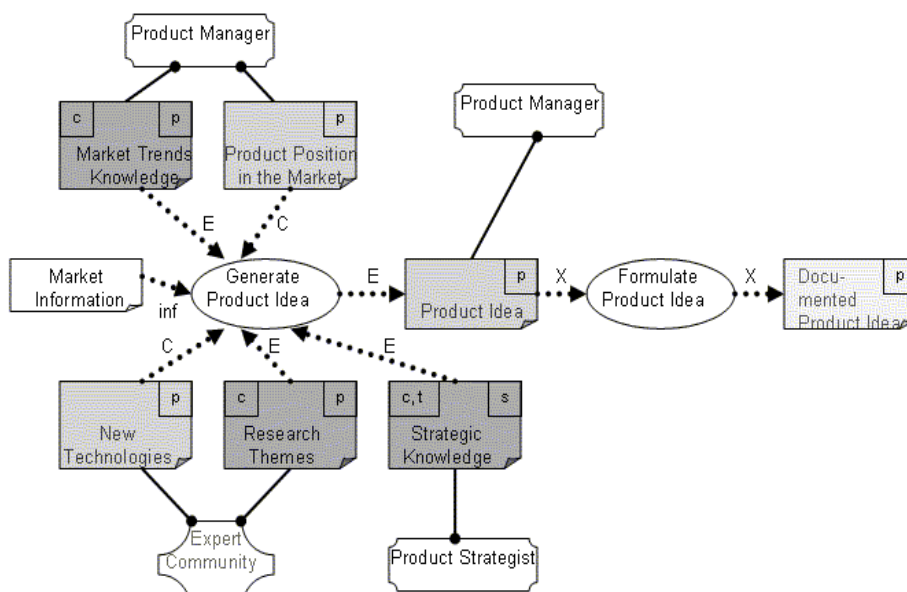 Product Manager
c
p
Market Trends
Knowledge
p
Product Position
in the Market
Product Manager
E
C
Market
Information
inf
Generate
Product Idea
E
p
Product Idea
X
Formulate
Product Idea
X
p
Docu-
mented
Product Idea
C
E
E
p
New
Technologies
c
p
Research
Themes
c,t
s
Strategic
Knowledge
Expert
Community
Product Strategist